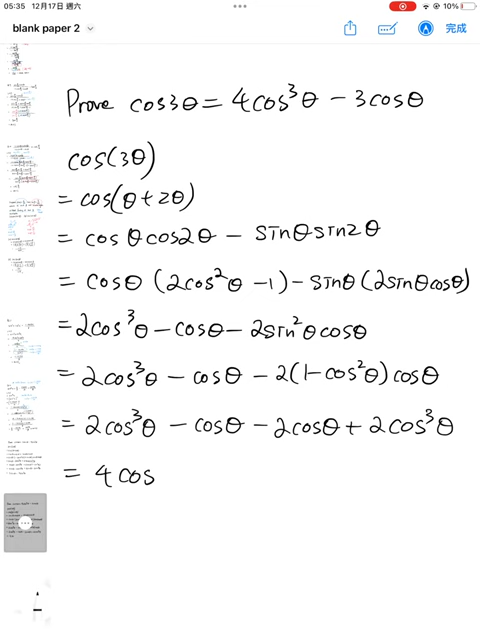 05:35 12月17日 週六 10%
blank paper 2 完成
Prove cos3θ = 4cos³θ - 3cosθ
cos(3θ)
= cos(θ+2θ)
= cosθcos2θ - sinθsin2θ
= cosθ(2cos²θ -1) - sinθ(2sinθcosθ)
= 2cos³θ - cosθ - 2sin²θcosθ
= 2cos³θ - cosθ - 2(1-cos²θ)cosθ
= 2cos³θ - cosθ - 2cosθ + 2cos³θ
= 4cos